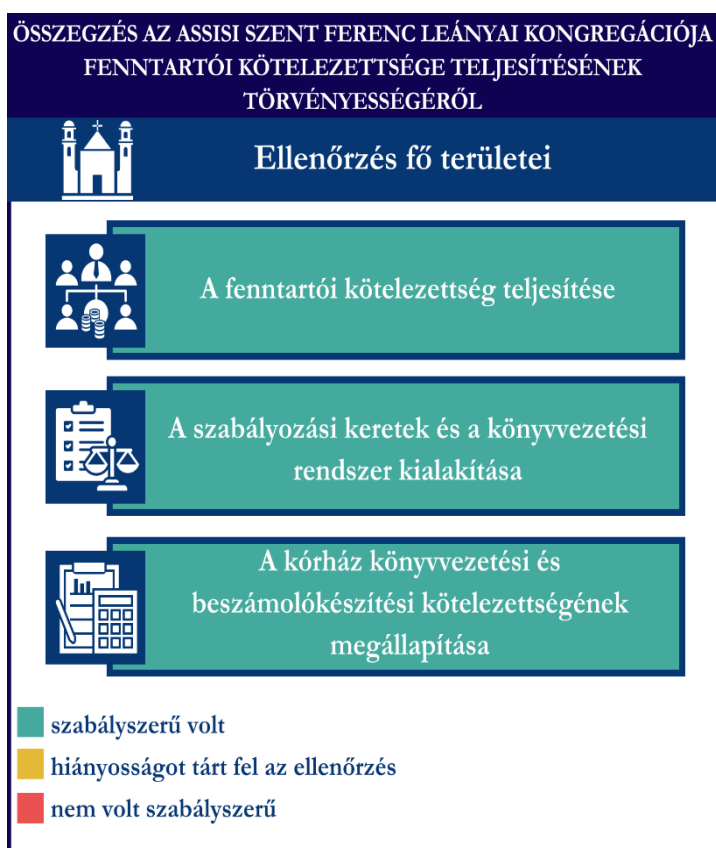 ÖSSZEGZÉS AZ ASSISI SZENT FERENC LEÁNYAI KONGREGÁCIÓJA
FENNTARTÓI KÖTELEZETTSÉGE TELJESÍTÉSÉNEK
TÖRVÉNYESSÉGÉRŐL
Ellenőrzés fő területei
A fenntartói kötelezettség teljesítése
A szabályozási keretek és a könyvvezetési
rendszer kialakítása
A kórház könyvvezetési és
beszámolókészítési kötelezettségének
megállapítása
szabályszerű volt
hiányosságot tárt fel az ellenőrzés
nem volt szabályszerű